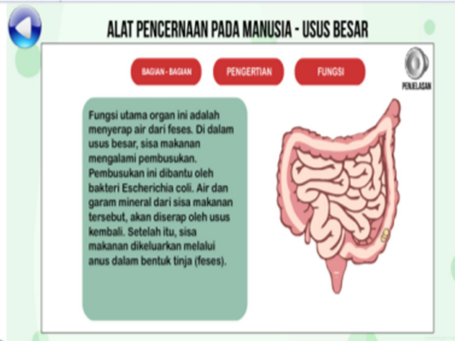 ALAT PENCERNAAN PADA MANUSIA - USUS BESAR
BAGIAN - BAGIAN
PENGERTIAN
FUNGSI
PENJELASAN
Fungsi utama organ ini adalah
menyerap air dari feses. Di dalam
usus besar, sisa makanan
mengalami pembusukan.
Pembusukan ini dibantu oleh
bakteri Escherichia coli. Air dan
garam mineral dari sisa makanan
tersebut, akan diserap oleh usus
kembali. Setelah itu, sisa
makanan dikeluarkan melalui
anus dalam bentuk tinja (feses).